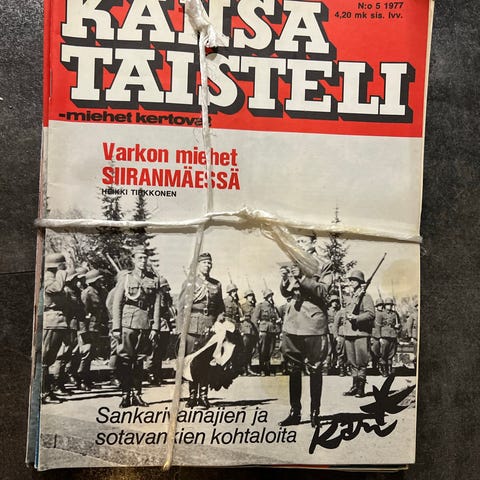 KANSA
N:o 5 1977
4,20 mk sis. lvv.
TAISTELI
-miehet kertovat
Varkon miehet
SIIRANMÄESSÄ
HEIKKI TIRKKONEN
Sankarivainajien ja
sotavankien kohtaloita